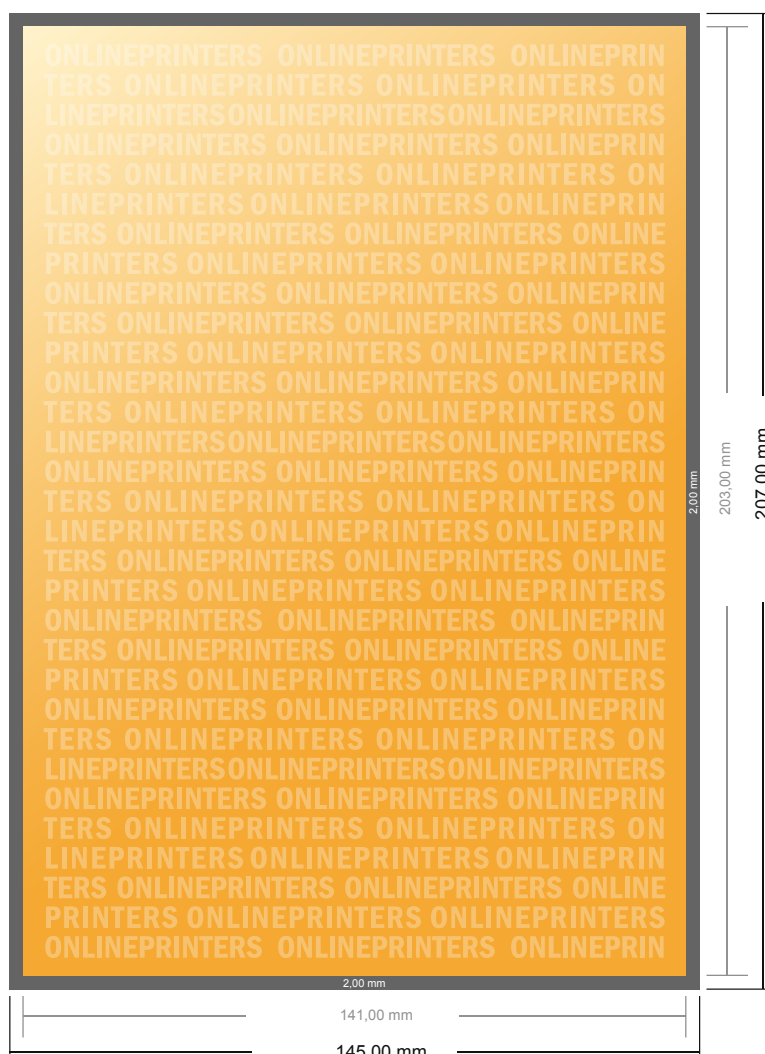 ONLINEPRINTERS ONLINEPRINTERS ONLINEPRIN
TERS ONLINEPRINTERS ONLINEPRINTERS ON
LINEPRINTERSONLINEPRINTERSONLINEPRINTERS
ONLINEPRINTERS ONLINEPRINTERS ONLINEPRIN
TERS ONLINEPRINTERS ONLINEPRINTERS ON
LINEPRINTERS ONLINEPRINTERS ONLINEPRIN
TERS ONLINEPRINTERS ONLINEPRINTERS ONLINE
PRINTERS ONLINEPRINTERS ONLINEPRINTERS
ONLINEPRINTERS ONLINEPRINTERS ONLINEPRIN
TERS ONLINEPRINTERS ONLINEPRINTERS ONLINE
PRINTERS ONLINEPRINTERS ONLINEPRINTERS
ONLINEPRINTERS ONLINEPRINTERS ONLINEPRIN
TERS ONLINEPRINTERS ONLINEPRINTERS ON
LINEPRINTERSONLINEPRINTERSONLINEPRINTERS
ONLINEPRINTERS ONLINEPRINTERS ONLINEPRIN
TERS ONLINEPRINTERS ONLINEPRINTERS ON
LINEPRINTERS ONLINEPRINTERS ONLINEPRIN
TERS ONLINEPRINTERS ONLINEPRINTERS ONLINE
PRINTERS ONLINEPRINTERS ONLINEPRINTERS
ONLINEPRINTERS ONLINEPRINTERS ONLINEPRIN
TERS ONLINEPRINTERS ONLINEPRINTERS ONLINE
PRINTERS ONLINEPRINTERS ONLINEPRINTERS
ONLINEPRINTERS ONLINEPRINTERS ONLINEPRIN
TERS ONLINEPRINTERS ONLINEPRINTERS ON
LINEPRINTERSONLINEPRINTERSONLINEPRINTERS
ONLINEPRINTERS ONLINEPRINTERS ONLINEPRIN
TERS ONLINEPRINTERS ONLINEPRINTERS ON
LINEPRINTERS ONLINEPRINTERS ONLINEPRIN
TERS ONLINEPRINTERS ONLINEPRINTERS ONLINE
PRINTERS ONLINEPRINTERS ONLINEPRINTERS
ONLINEPRINTERS ONLINEPRINTERS ONLINEPRIN
2,00 mm
203,00 mm
207,00 mm
2,00 mm
141,00 mm
145,00 mm